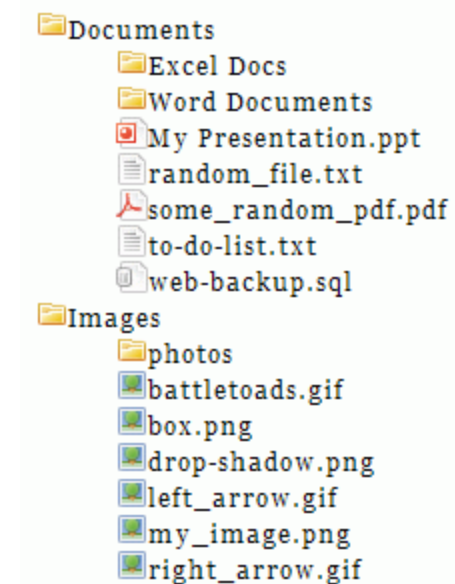 Documents
Excel Docs
Word Documents
My Presentation.ppt
random_file.txt
some_random_pdf.pdf
to-do-list.txt
web-backup.sql
Images
photos
battletoads.gif
box.png
drop-shadow.png
left_arrow.gif
my_image.png
right_arrow.gif